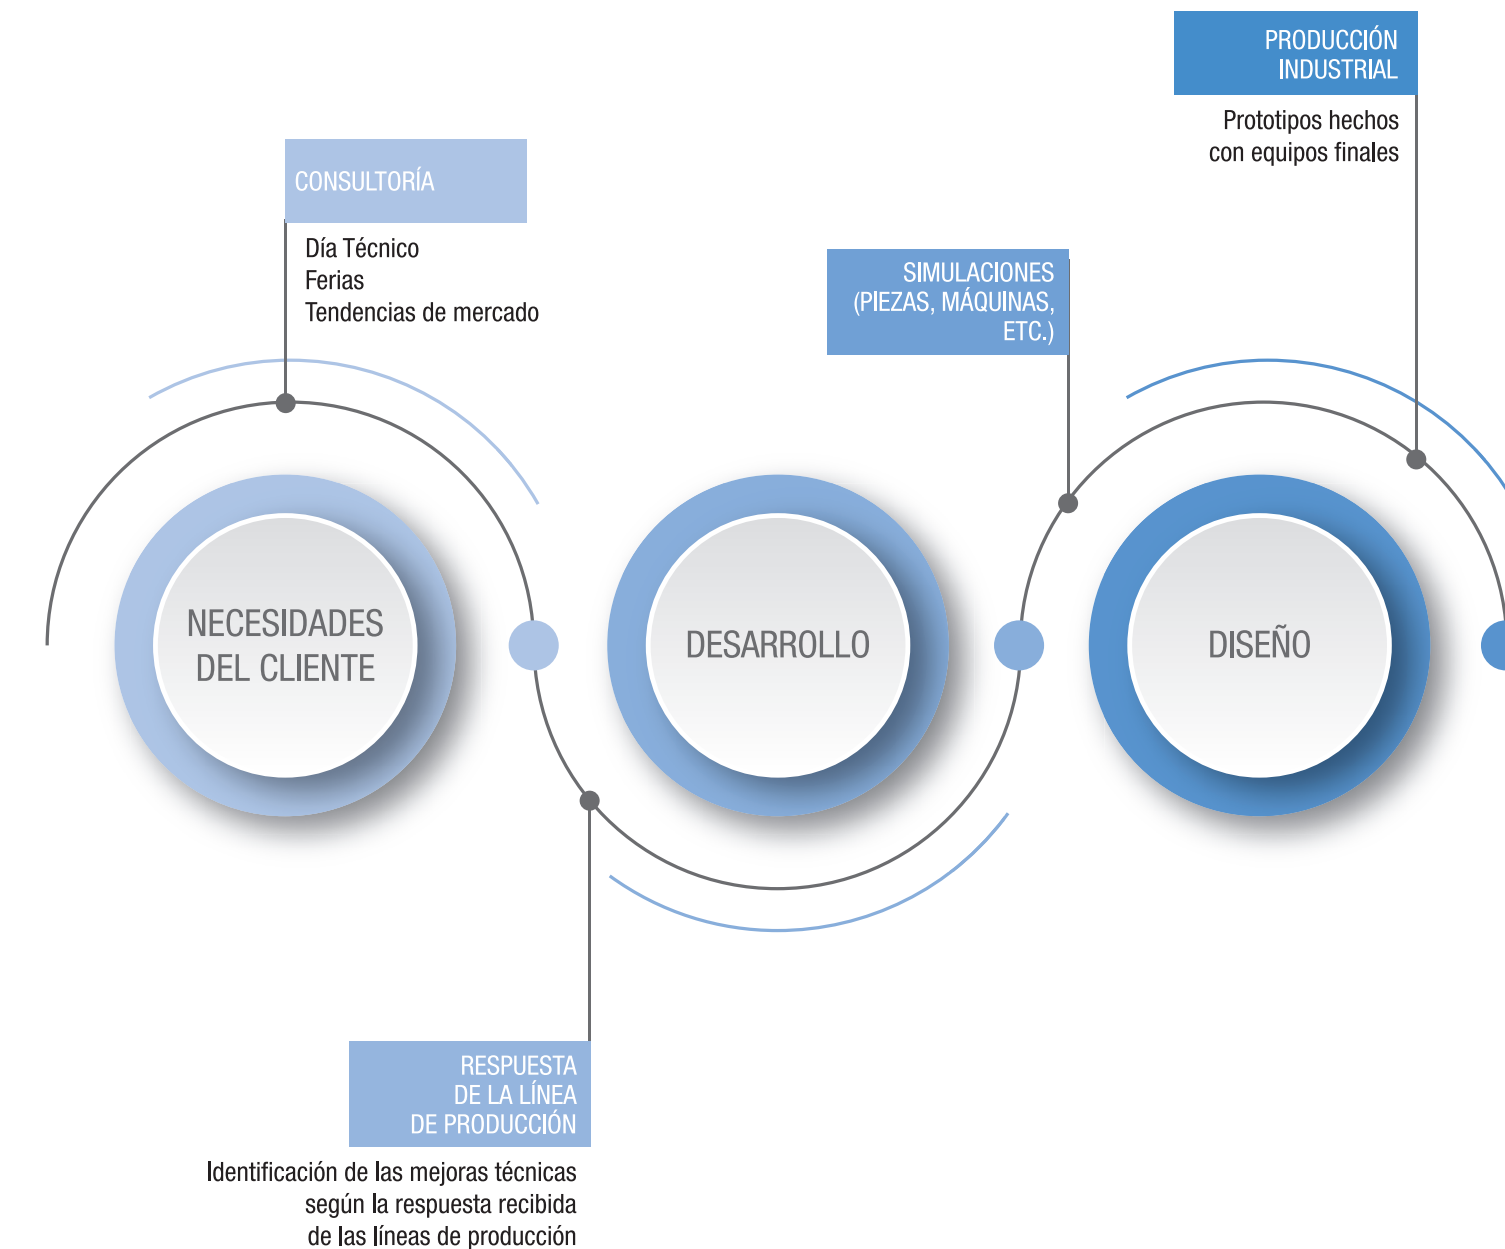 PRODUCCIÓN
INDUSTRIAL
Prototipos hechos
con equipos finales
CONSULTORÍA
Día Técnico
Ferias
Tendencias de mercado
SIMULACIONES
(PIEZAS, MÁQUINAS,
ETC.)
NECESIDADES
DEL CLIENTE
DESARROLLO
DISEÑO
RESPUESTA
DE LA LÍNEA
DE PRODUCCIÓN
Identificación de las mejoras técnicas
según la respuesta recibida
de las líneas de producción